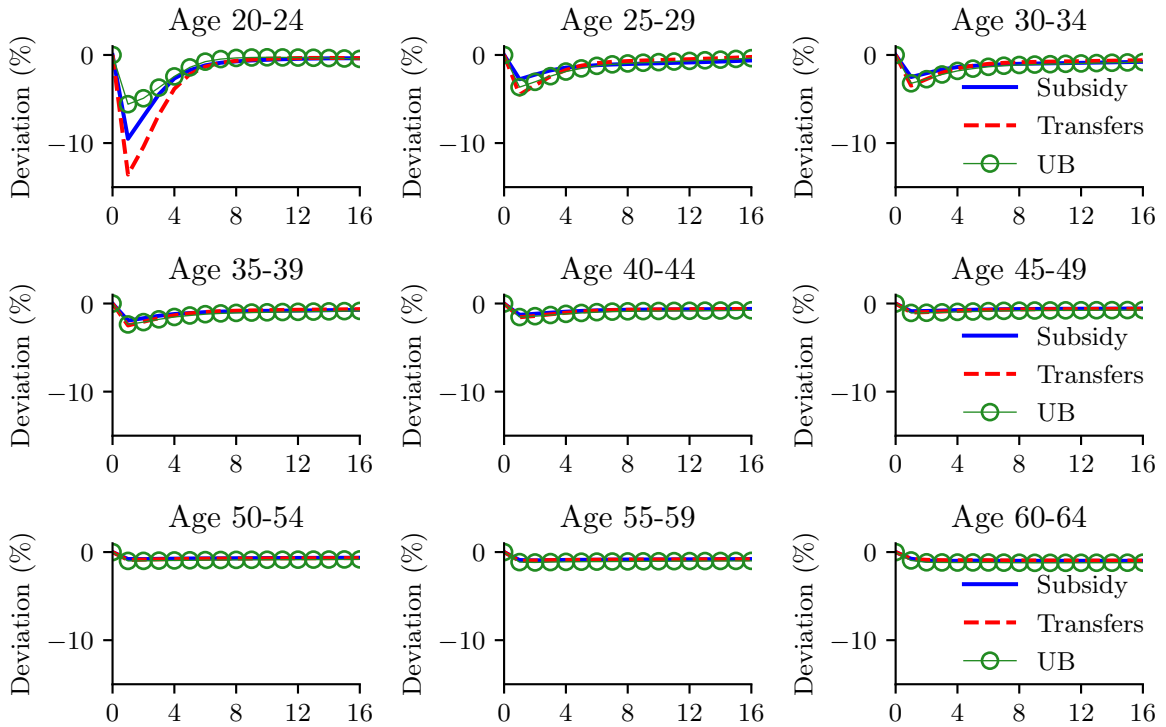 Age 20-24
Age 25-29
Age 30-34
Deviation (%)
0
−10
0 4 8 12 16
Deviation (%)
0
−10
0 4 8 12 16
Deviation (%)
0
−10
0 4 8 12 16
Subsidy
Transfers
UB
Age 35-39
Age 40-44
Age 45-49
Deviation (%)
0
−10
0 4 8 12 16
Deviation (%)
0
−10
0 4 8 12 16
Deviation (%)
0
−10
0 4 8 12 16
Subsidy
Transfers
UB
Age 50-54
Age 55-59
Age 60-64
Deviation (%)
0
−10
0 4 8 12 16
Deviation (%)
0
−10
0 4 8 12 16
Deviation (%)
0
−10
0 4 8 12 16
Subsidy
Transfers
UB